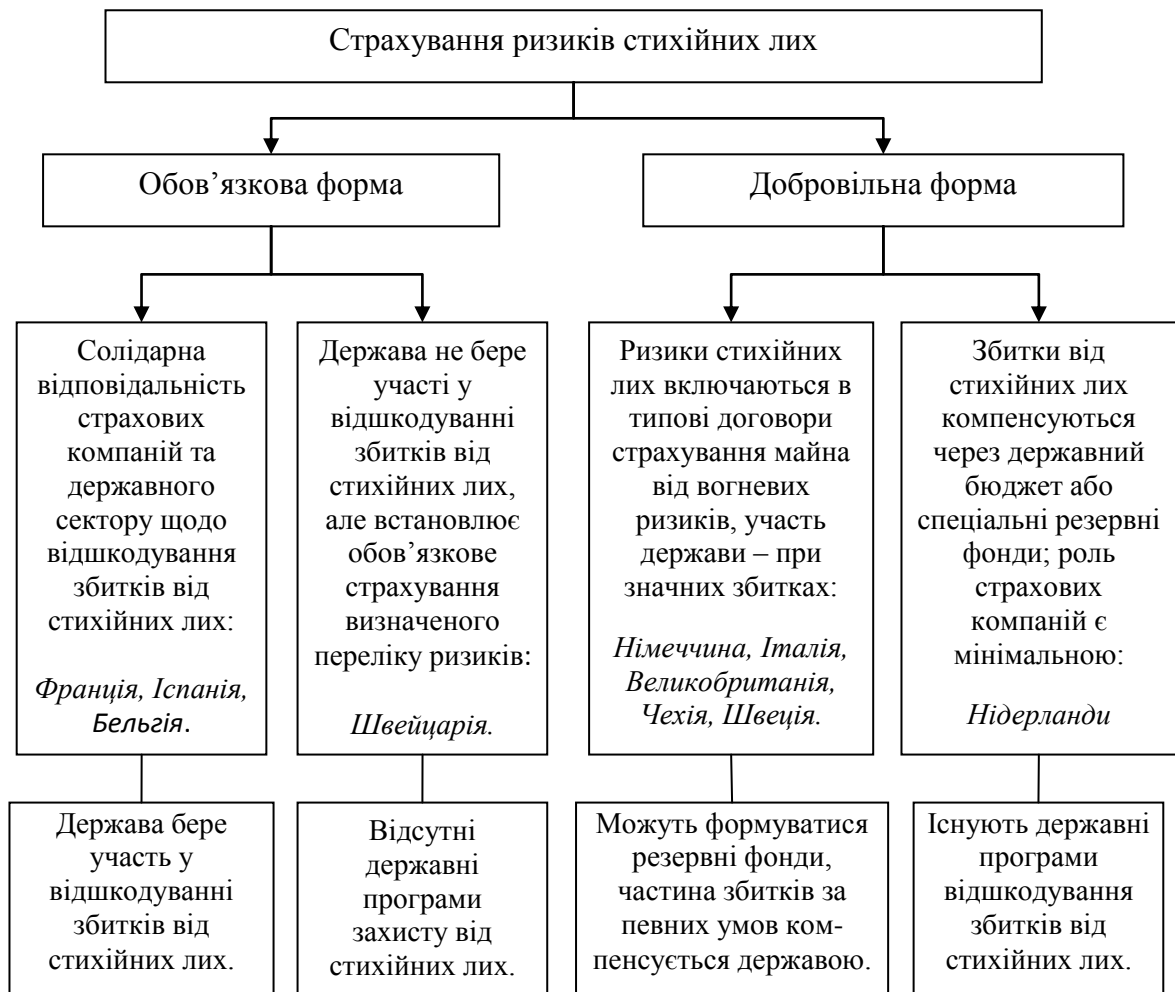 Страхування ризиків стихійних лих
Обов’язкова форма
Добровільна форма
Солідарна
відповідальність
страхових
компаній та
державного
сектору щодо
відшкодування
збитків від
стихійних лих:
Франція, Іспанія,
Бельгія.
Держава не бере
участі у
відшкодуванні
збитків від
стихійних лих,
але встановлює
обов’язкове
страхування
визначеного
переліку ризиків:
Швейцарія.
Ризики стихійних
лих включаються в
типові договори
страхування майна
від вогневих
ризиків, участь
держави – при
значних збитках:
Німеччина, Італія,
Великобританія,
Чехія, Швеція.
Збитки від
стихійних лих
компенсуються
через державний
бюджет або
спеціальні резервні
фонди; роль
страхових
компаній є
мінімальною:
Нідерланди
Держава бере
участь у
відшкодуванні
збитків від
стихійних лих.
Відсутні
державні
програми
захисту від
стихійних лих.
Можуть формуватися
резервні фонди,
частина збитків за
певних умов ком-
пенсується державою.
Існують державні
програми
відшкодування
збитків від
стихійних лих.